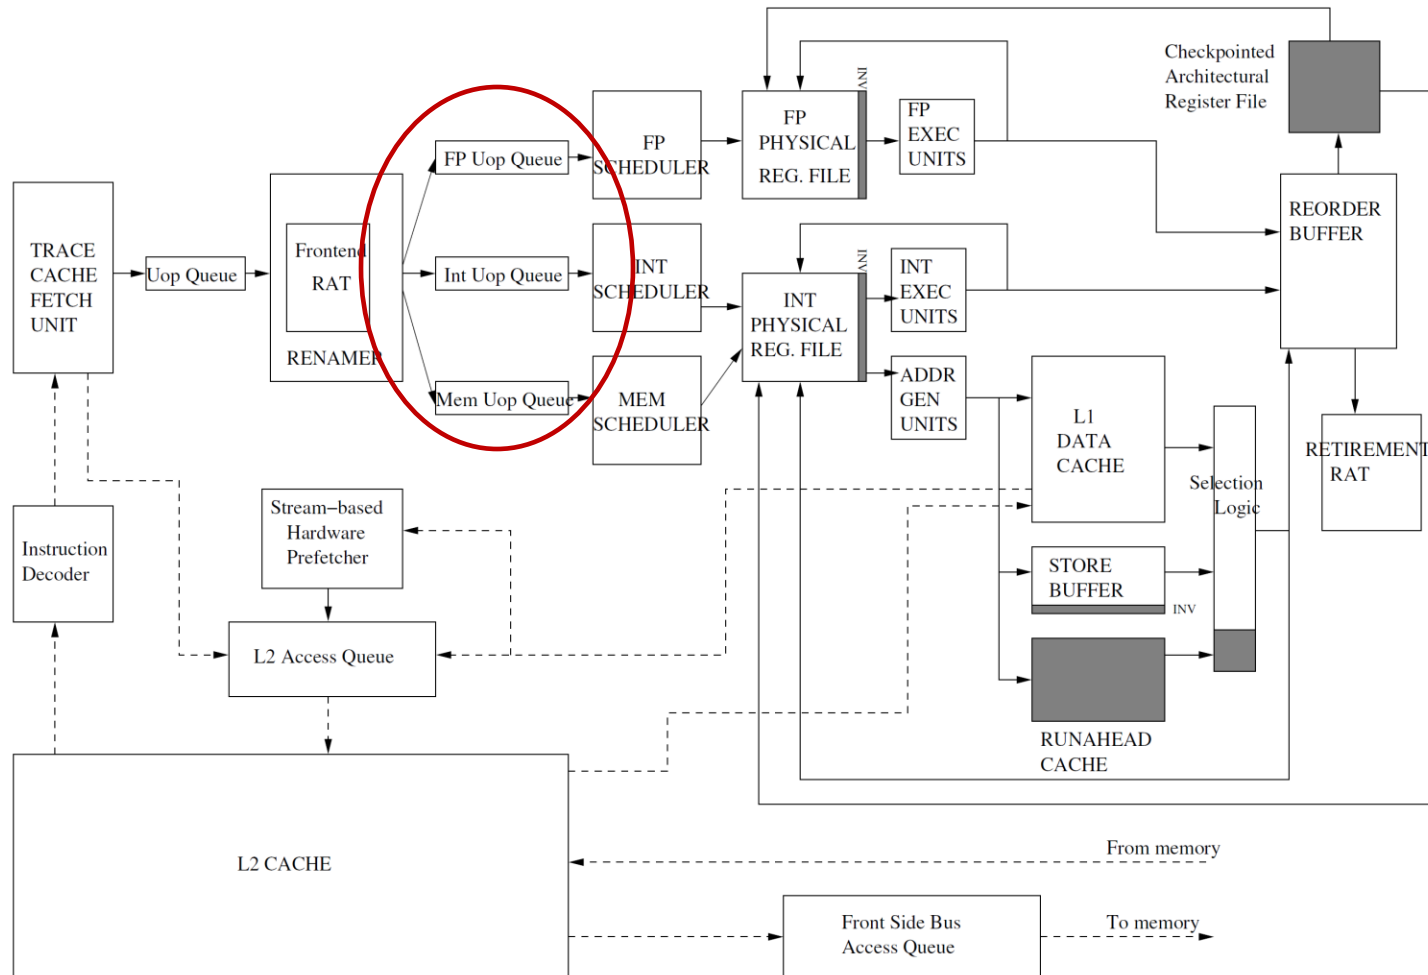 Checkpointed
Architectural
Register File
INV
FP
PHYSICAL
REG. FILE
FP
EXEC
UNITS
FP
SCHEDULER
FP Uop Queue
REORDER
BUFFER
TRACE
CACHE
FETCH
UNIT
Uop Queue
Frontend
RAT
RENAMER
Int Uop Queue
INT
SCHEDULER
INV
INT
PHYSICAL
REG. FILE
INT
EXEC
UNITS
Mem Uop Queue
MEM
SCHEDULER
ADDR
GEN
UNITS
L1
DATA
CACHE
Selection
Logic
RETIREMENT
RAT
Instruction
Decoder
Stream-based
Hardware
Prefetcher
STORE
BUFFER
INV
L2 Access Queue
RUNAHEAD
CACHE
L2 CACHE
From memory
Front Side Bus
Access Queue
To memory